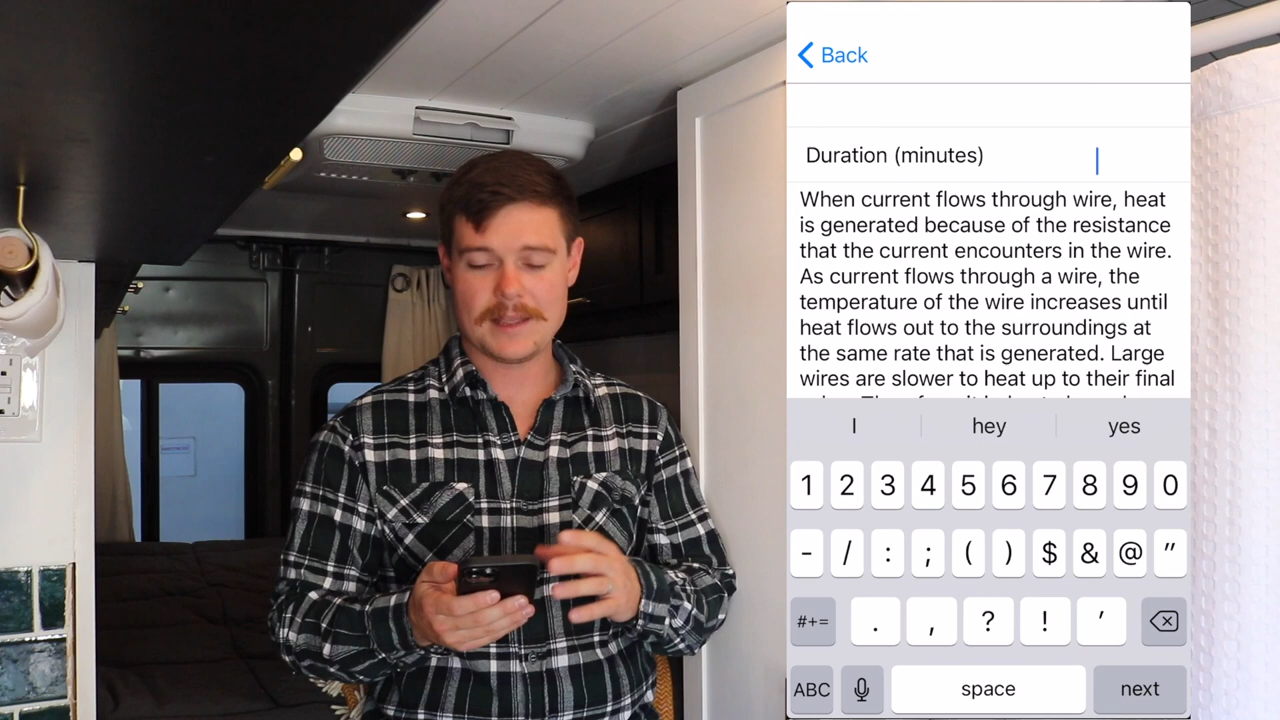 Back
Duration (minutes)
When current flows through wire, heat
is generated because of the resistance
that the current encounters in the wire.
As current flows through a wire, the
temperature of the wire increases until
heat flows out to the surroundings at
the same rate that is generated. Large
wires are slower to heat up to their final
I hey yes
1 2 3 4 5 6 7 8 9 0
- / : ; ( ) $ & @ "
#+= . , ? ! ’
ABC space next